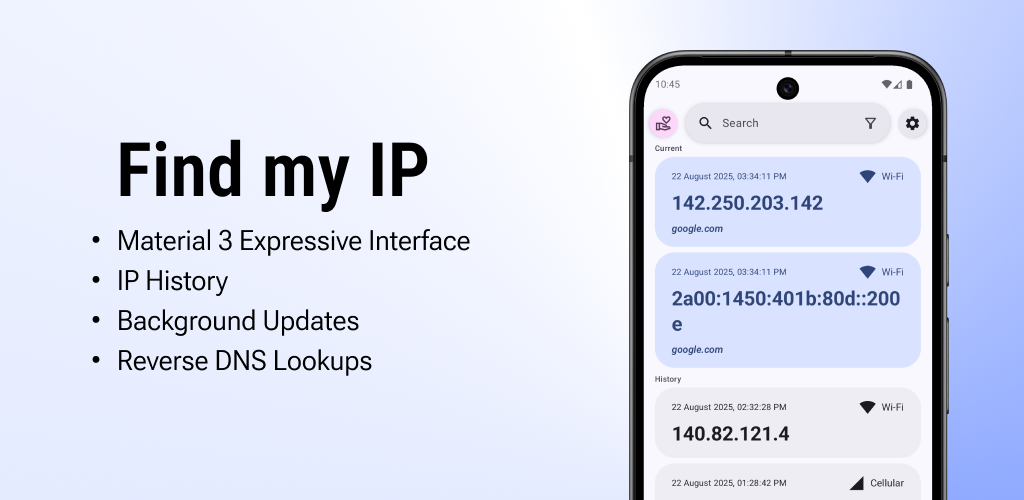 Find my IP
• Material 3 Expressive Interface
• IP History
• Background Updates
• Reverse DNS Lookups
10:45
Search
Current
22 August 2025, 03:34:11 PM Wi-Fi
142.250.203.142
google.com
22 August 2025, 03:34:11 PM Wi-Fi
2a00:1450:401b:80d::200
e
google.com
History
22 August 2025, 02:32:28 PM Wi-Fi
140.82.121.4
22 August 2025, 01:28:42 PM Cellular